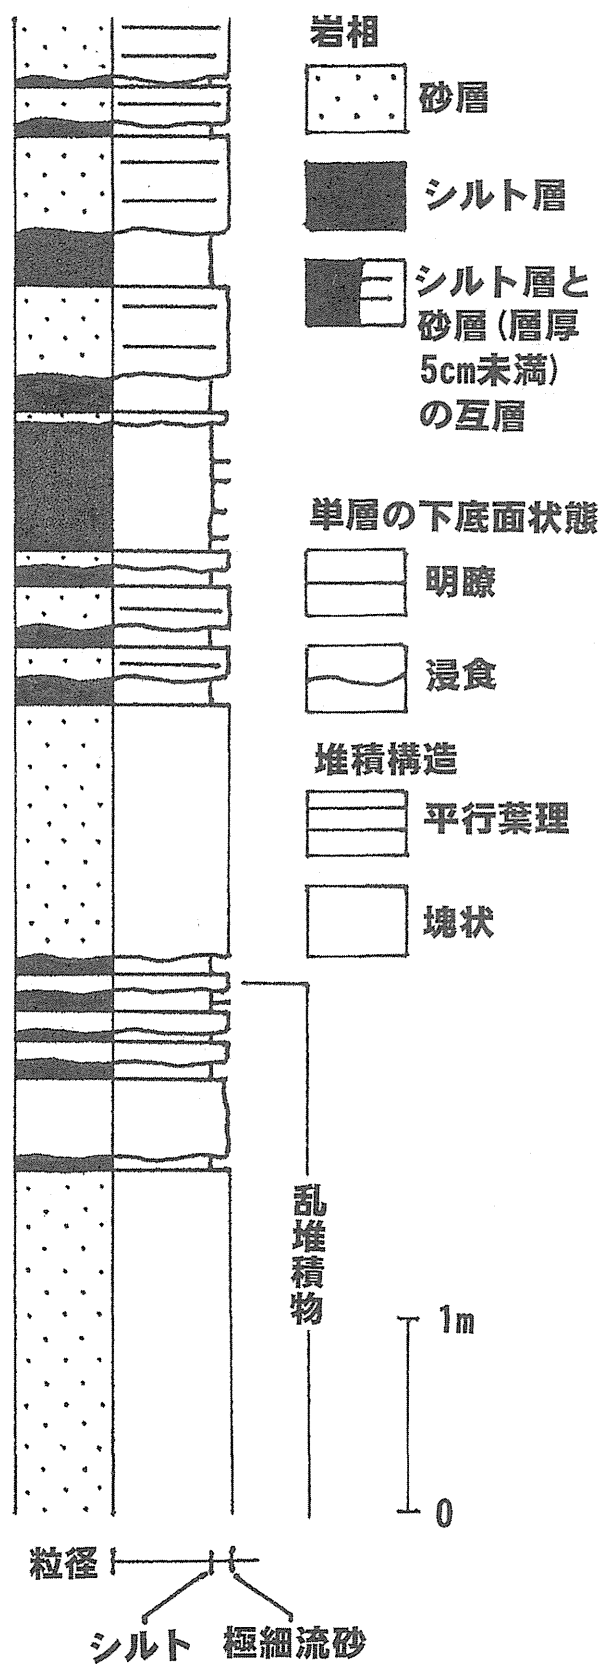 岩相
砂層
シルト層
シルト層と
砂層(層厚
5cm未満)
の互層
単層の下底面状態
明瞭
浸食
堆積構造
平行葉理
塊状
乱堆積物
1m
0
粒径
シルト
極細流砂